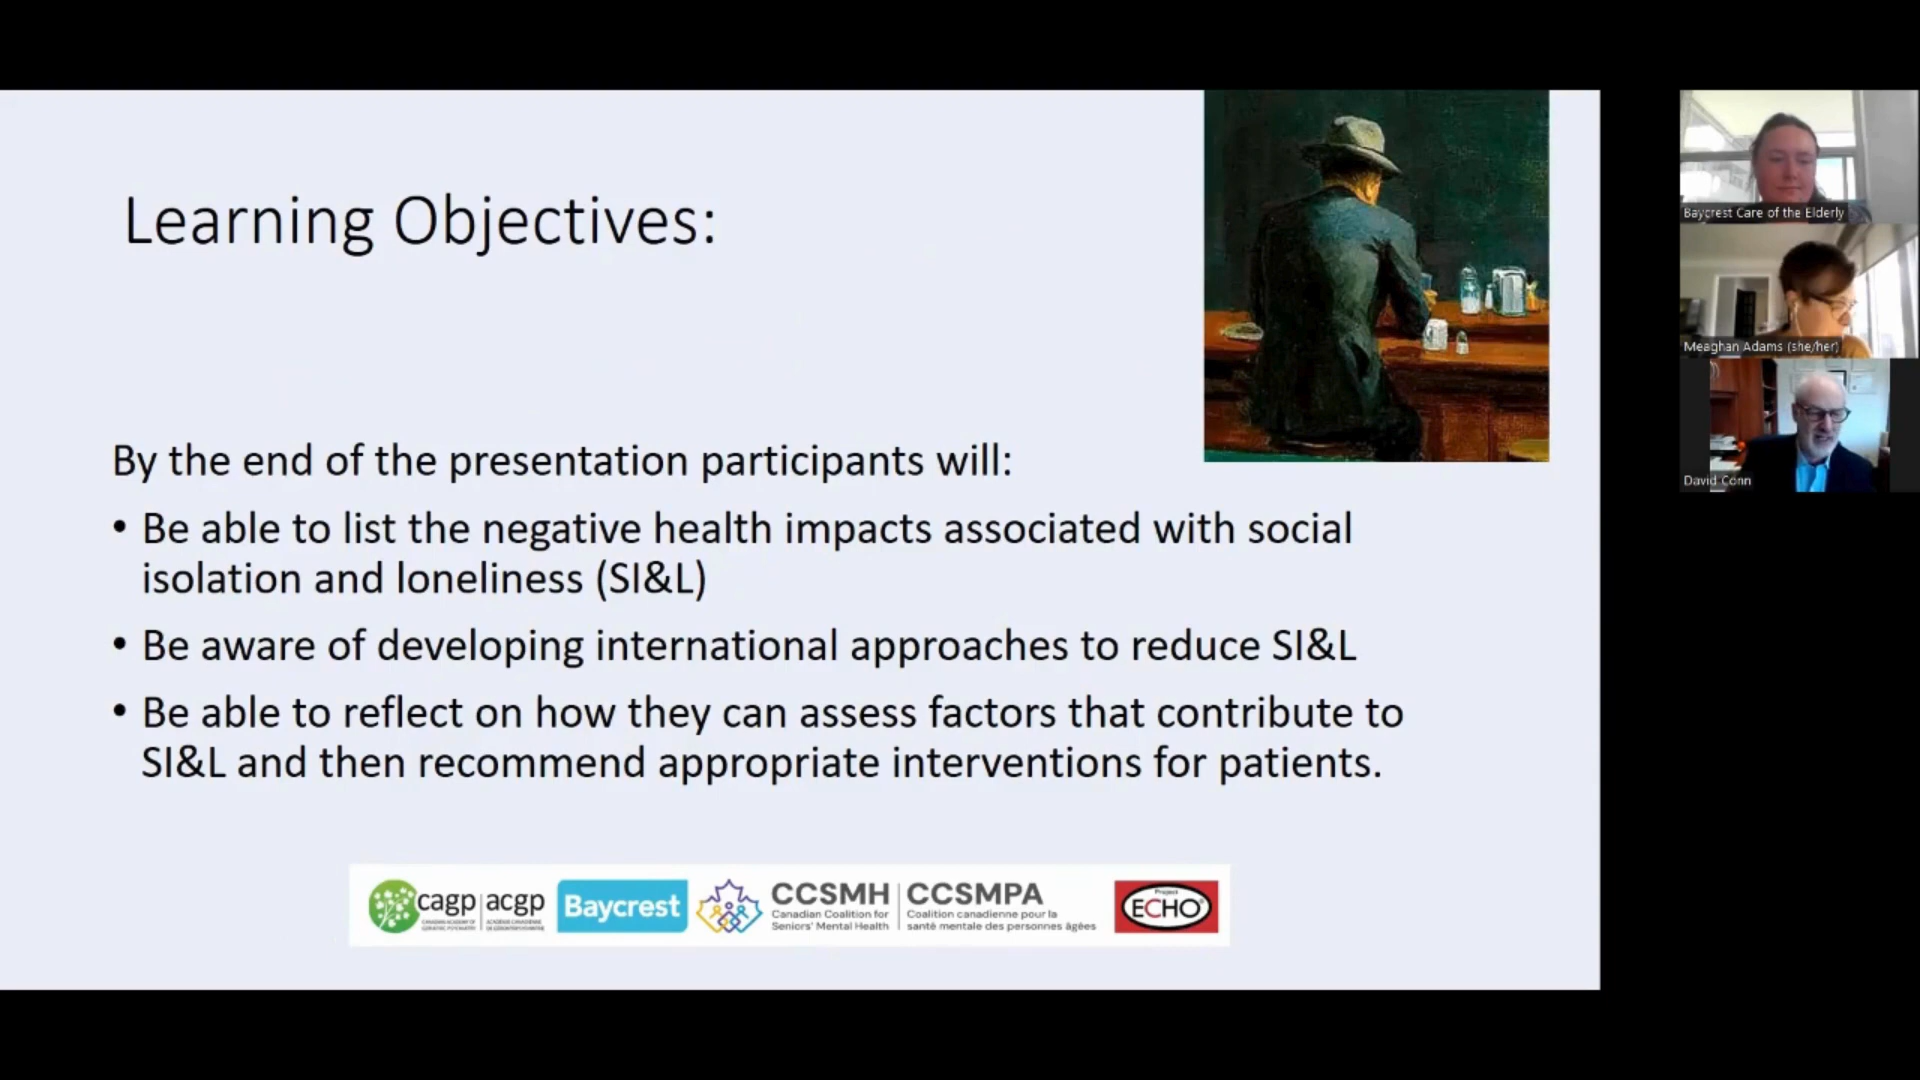 Learning Objectives:
By the end of the presentation participants will:
• Be able to list the negative health impacts associated with social
isolation and loneliness (SI&L)
• Be aware of developing international approaches to reduce SI&L
• Be able to reflect on how they can assess factors that contribute to
SI&L and then recommend appropriate interventions for patients.
cagp | acgp
CANADIAN ACADEMY OF
GERIATRIC PSYCHIATRY
ACADÉMIE CANADIENNE
DE GÉRONTOPSYCHIATRIE
Baycrest
CCSMH
Canadian Coalition for
Seniors' Mental Health
CCSMPA
Coalition canadienne pour la
santé mentale des personnes âgées
Project
ECHO®
Baycrest Care of the Elderly
Meaghan Adams (she/her)
David Conn